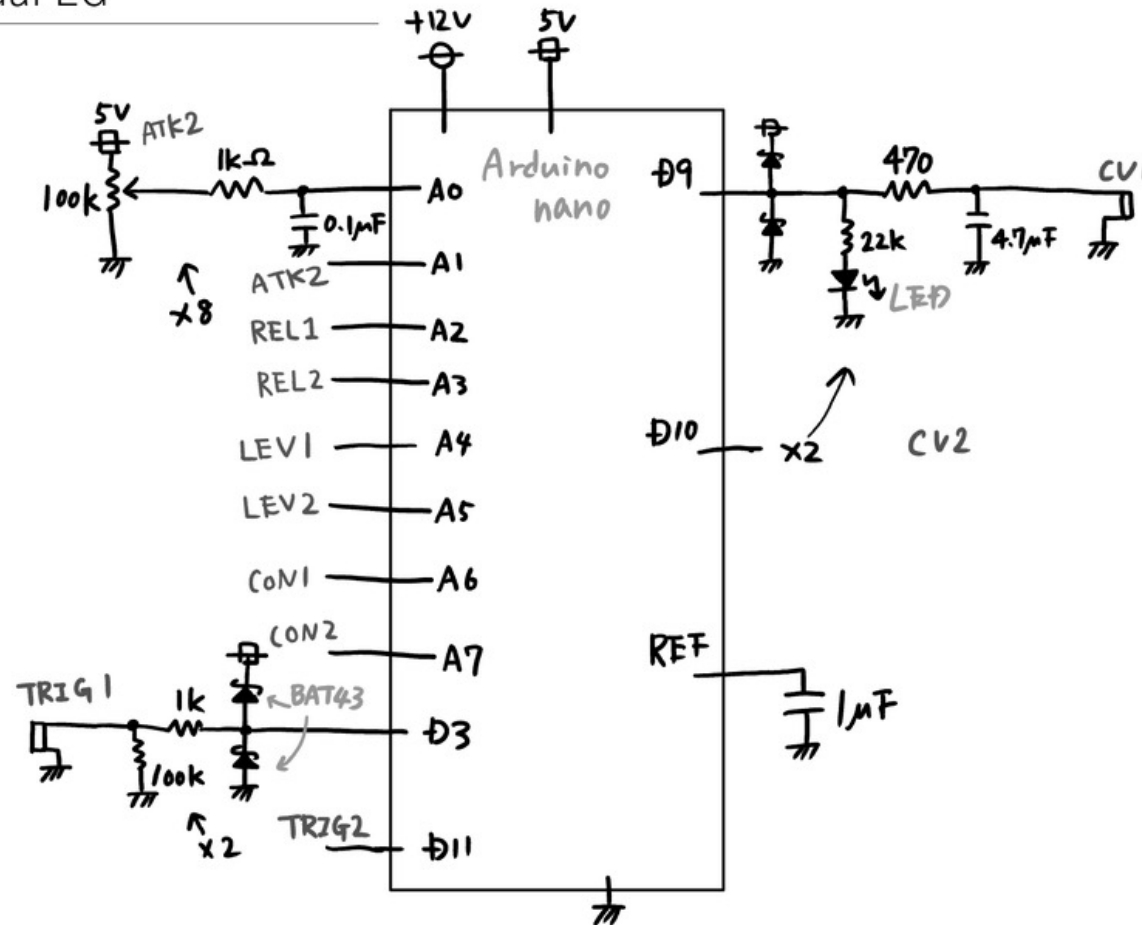 +12V
5V
5V
ATK2
1kΩ
100k
0.1μF
A0
Arduino
nano
D9
470
CV
22k
4.7μF
LED
x8
ATK2
A1
REL1
A2
REL2
A3
LEV1
A4
LEV2
A5
CON1
A6
CON2
A7
D10
x2
CV2
REF
1μF
TRIG1
1k
BAT43
D3
100k
x2
TRIG2
D11